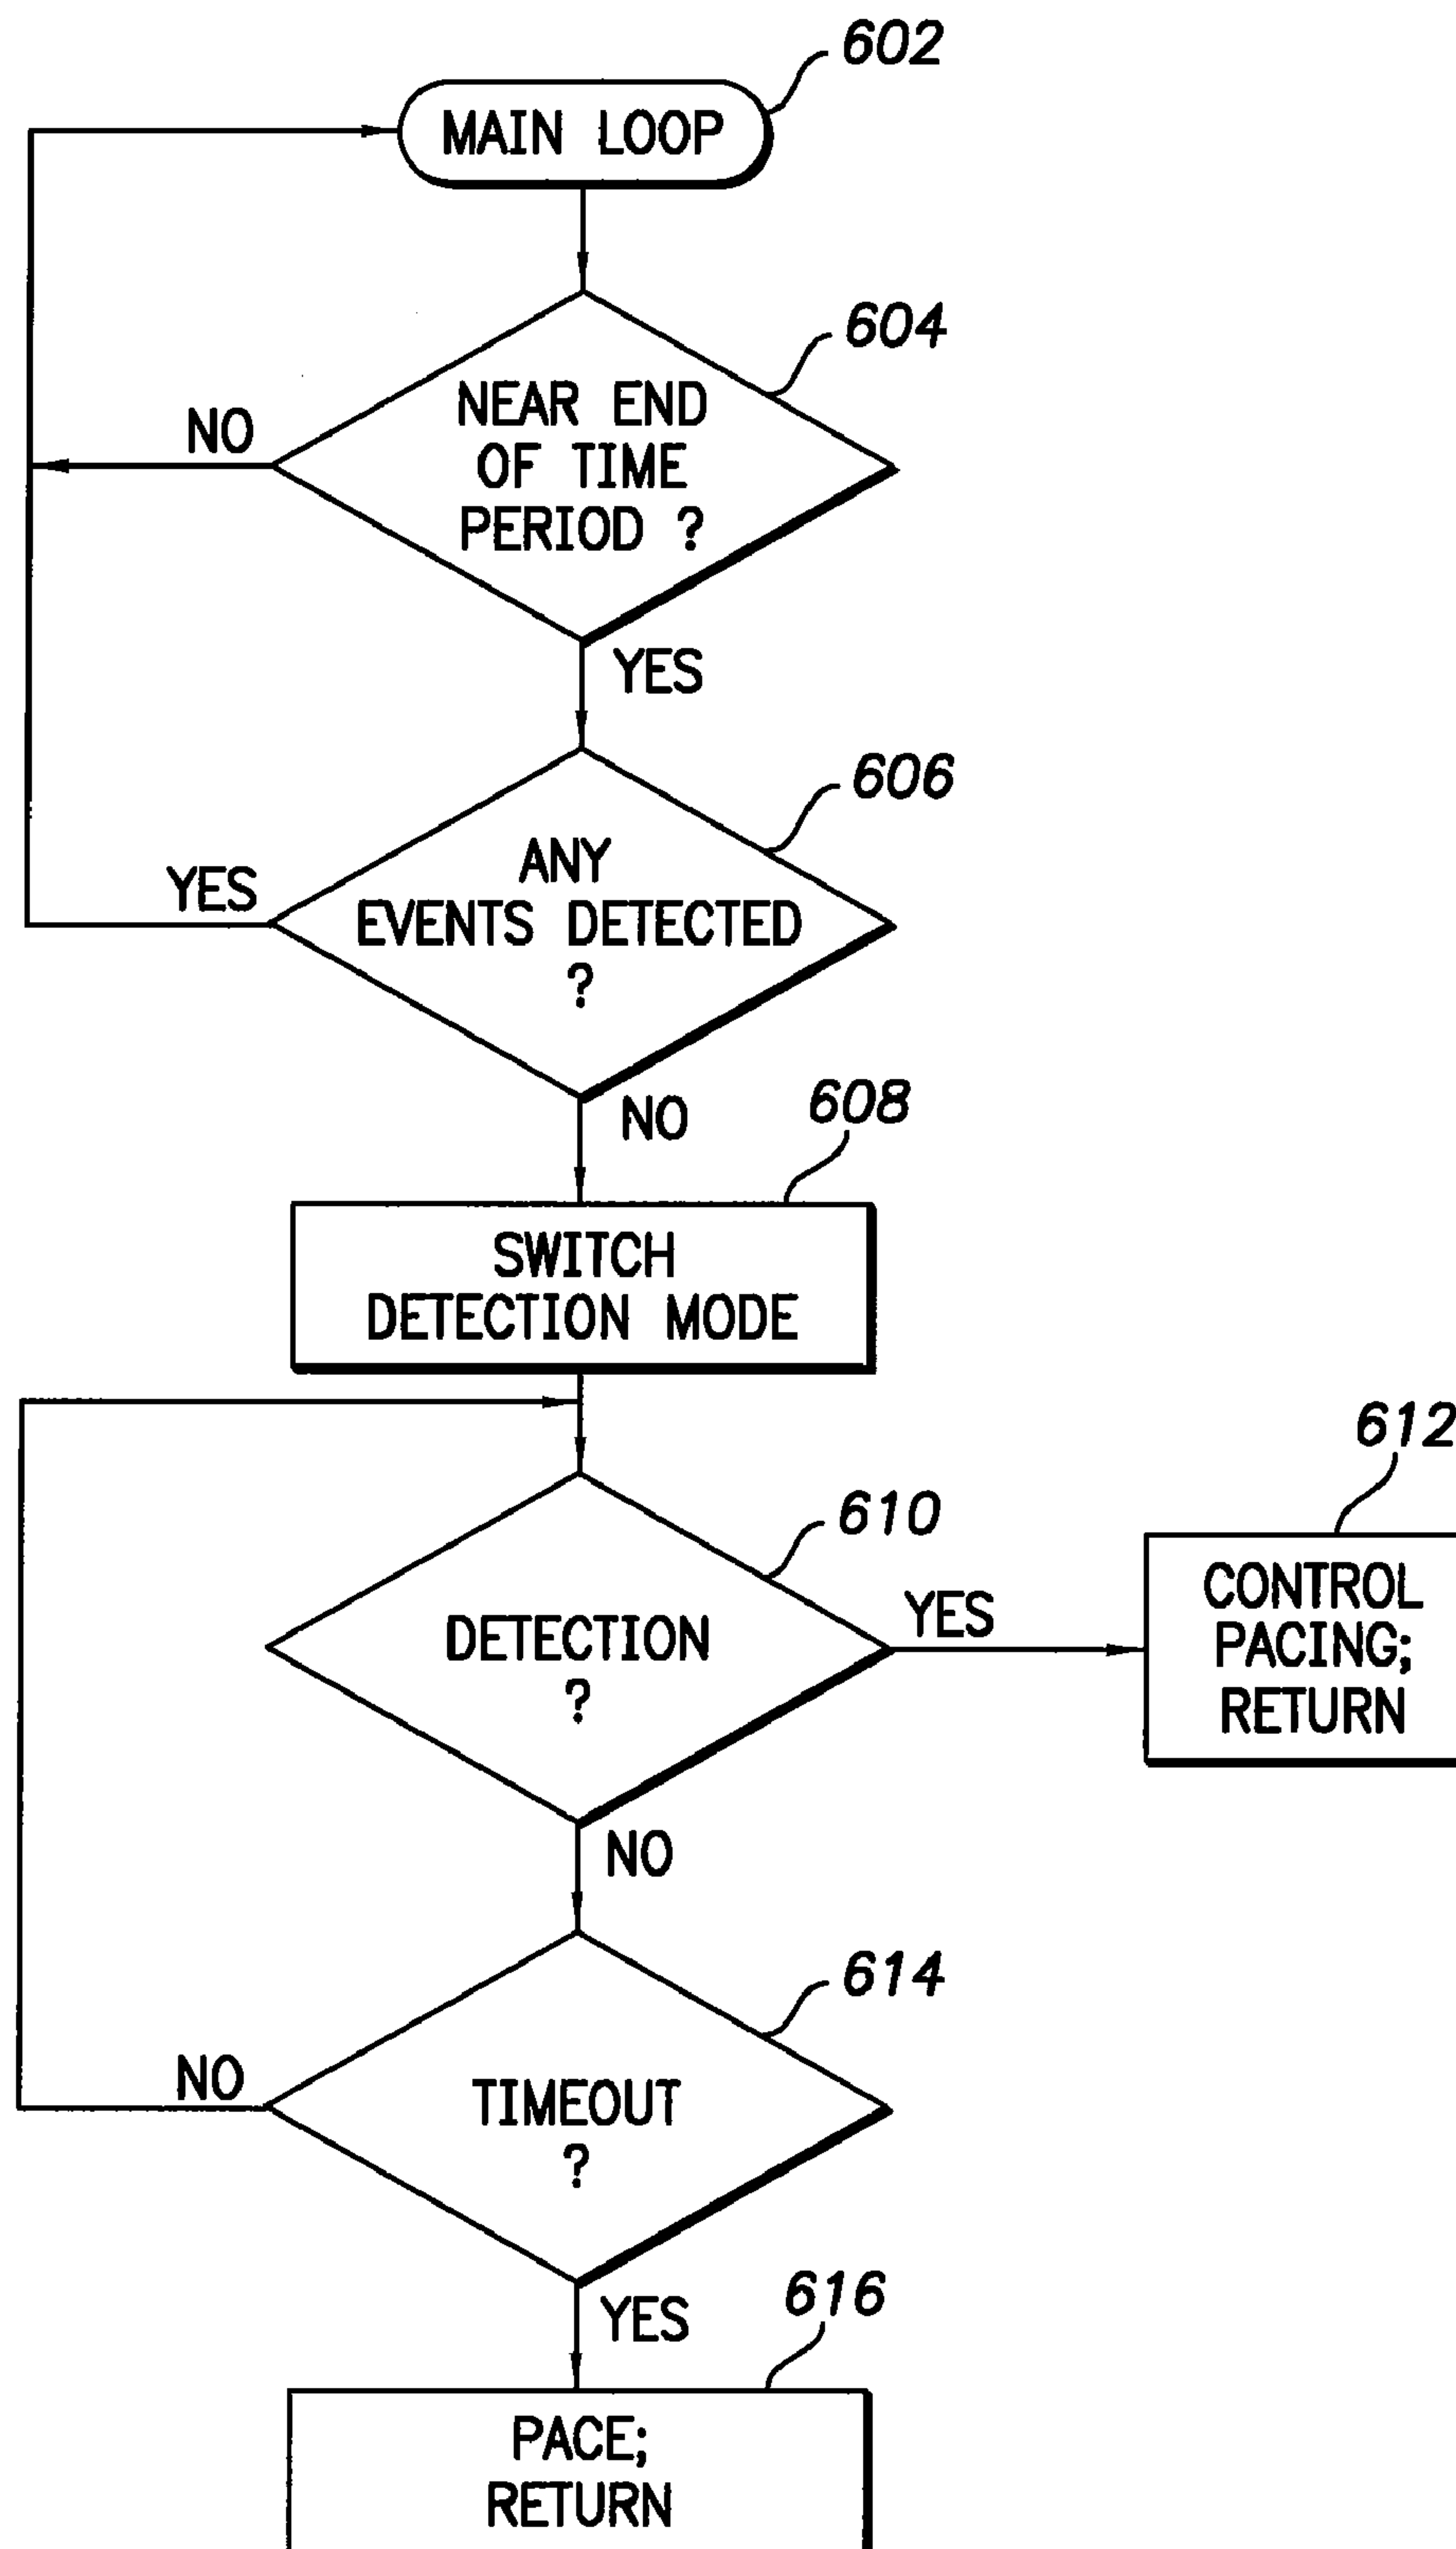 602
MAIN LOOP
604
NEAR END
OF TIME
PERIOD ?
NO
YES
606
ANY
EVENTS DETECTED
?
YES
NO
608
SWITCH
DETECTION MODE
612
610
DETECTION
?
YES
CONTROL
PACING;
RETURN
NO
614
TIMEOUT
?
NO
YES
616
PACE;
RETURN